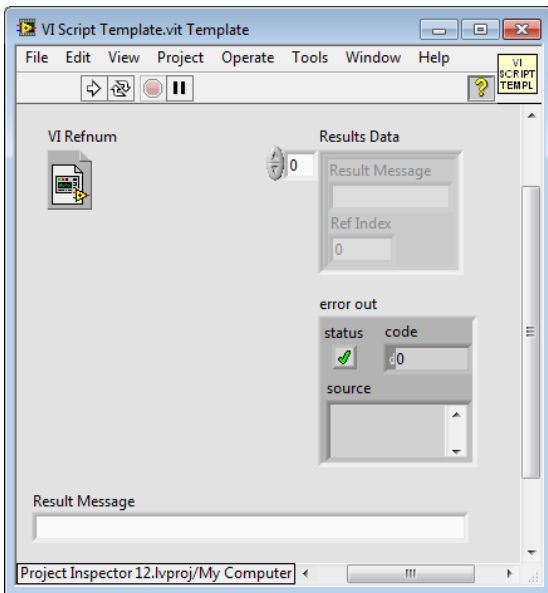 VI Script Template.vit Template
File Edit View Project Operate Tools Window Help
VI
SCRIPT
TEMPL
VI Refnum
Results Data
0
Result Message
Ref Index
0
error out
status code
d0
source
Result Message
Project Inspector 12.lvproj/My Computer